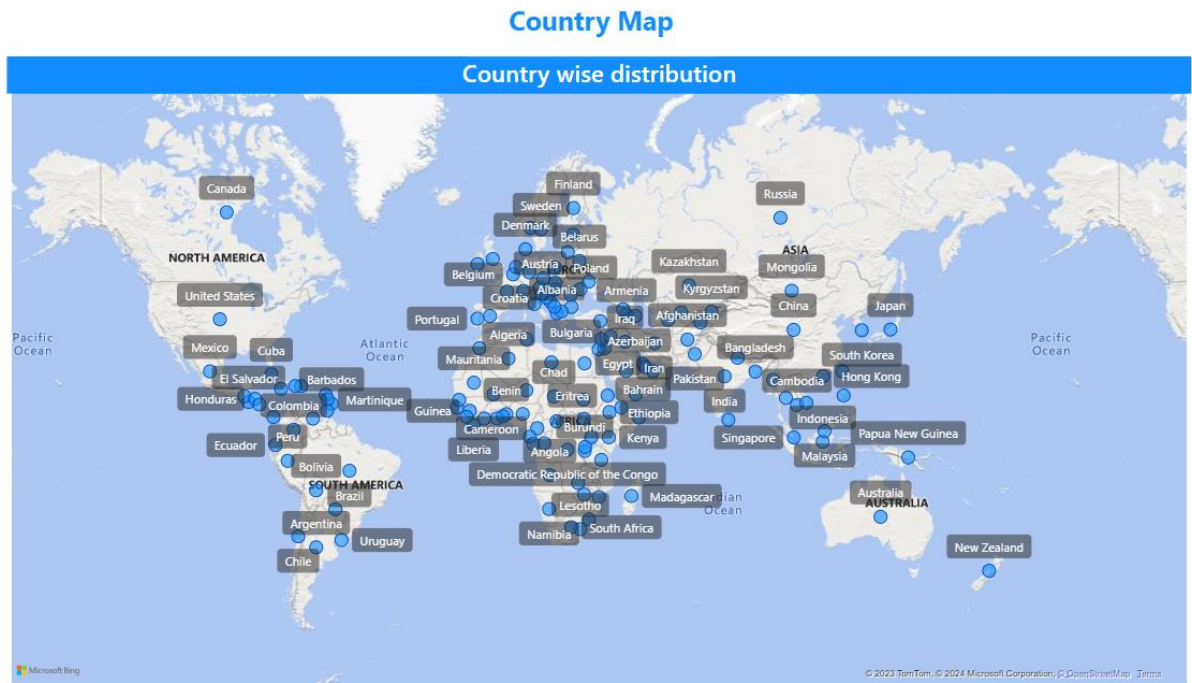 Country Map
Country wise distribution
Finland
Canada
Russia
Sweden
Denmark
Belarus
ASIA
NORTH AMERICA
Austria
Poland
Kazakhstan
Mongolia
Belgium
Albania
Armenia
Kyrgyzstan
United States
Croatia
China
Japan
Portugal
Iraq
Afghanistan
Pacific
Ocean
Algeria
Bulgaria
Azerbaijan
Pacific
Ocean
Mexico
Cuba
Atlantic
Ocean
Mauritania
Bangladesh
South Korea
El Salvador
Barbados
Chad
Egypt
Iran
Pakistan
Cambodia
Hong Kong
Honduras
Colombia
Martinique
Benin
Eritrea
Bahrain
India
Guinea
Ethiopia
Indonesia
AFRICA
Ecuador
Peru
Cameroon
Burundi
Kenya
Singapore
Papua New Guinea
Liberia
Angola
Malaysia
Bolivia
Democratic Republic of the Congo
SOUTH AMERICA
Brazil
Lesotho
Madagascar
Ocean
Australia
AUSTRALIA
Argentina
Uruguay
Namibia
South Africa
Chile
New Zealand
Microsoft Bing
© 2023 TomTom, © 2024 Microsoft Corporation, © OpenStreetMap Terms